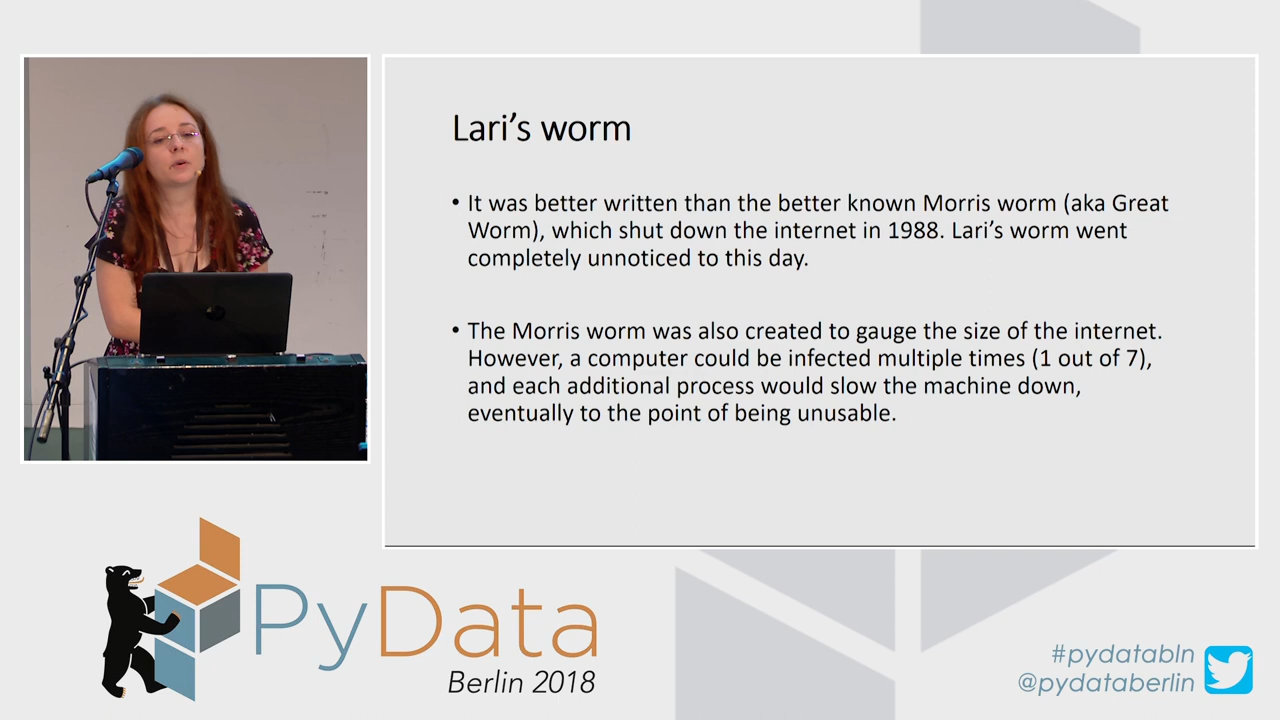 Lari's worm
• It was better written than the better known Morris worm (aka Great
Worm), which shut down the internet in 1988. Lari's worm went
completely unnoticed to this day.
• The Morris worm was also created to gauge the size of the internet.
However, a computer could be infected multiple times (1 out of 7),
and each additional process would slow the machine down,
eventually to the point of being unusable.
PyData
Berlin 2018
#pydatabln
@pydataberlin